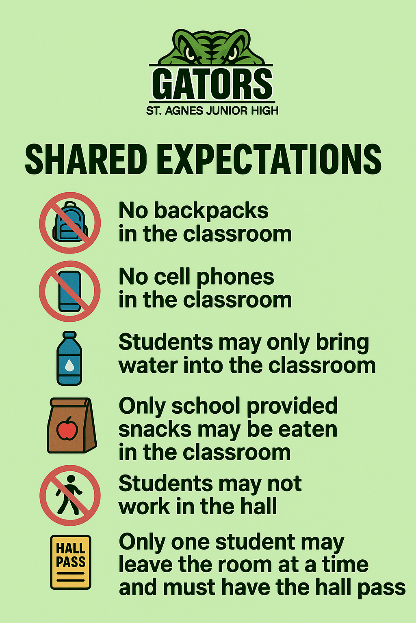 GATORS
ST. AGNES JUNIOR HIGH
SHARED EXPECTATIONS
No backpacks
in the classroom
No cell phones
in the classroom
Students may only bring
water into the classroom
Only school provided
snacks may be eaten
in the classroom
Students may not
work in the hall
HALL
PASS
Only one student may
leave the room at a time
and must have the hall pass